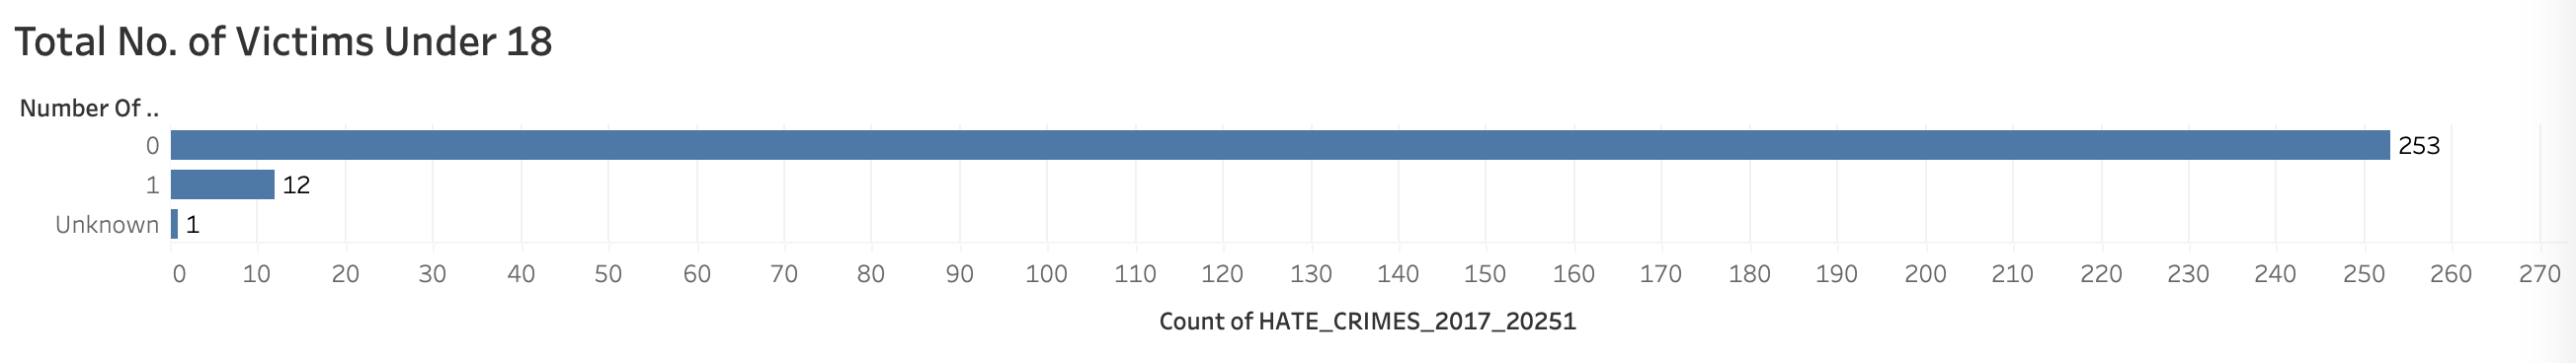 Total No. of Victims Under 18
Number Of ..
0 253
1 12
Unknown 1
0 10 20 30 40 50 60 70 80 90 100 110 120 130 140 150 160 170 180 190 200 210 220 230 240 250 260 270
Count of HATE_CRIMES_2017_20251